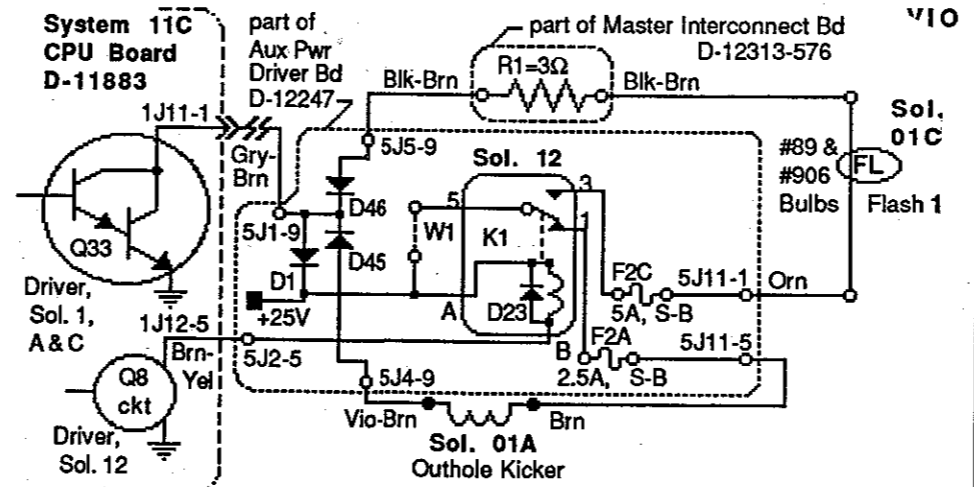 System 11C
CPU Board
D-11883
part of
Aux Pwr
Driver Bd
D-12247
part of Master Interconnect Bd
D-12313-576
VIO
1J11-1
Blk-Brn
R1=3Ω
Blk-Brn
Sol.
01C
Gry-
Brn
5J5-9
Sol. 12
#89 &
#906
Bulbs
FL
Flash 1
Q33
5J1-9
D46
5
3
W1
K1
1
D45
Driver,
Sol. 1,
A & C
D1
+25V
A
D23
F2C
5A, S-B
5J11-1
Orn
1J12-5
Brn-
Yel
5J2-5
B
F2A
2.5A, S-B
5J11-5
Q8
ckt
5J4-9
Vio-Brn
Brn
Driver,
Sol. 12
Sol. 01A
Outhole Kicker